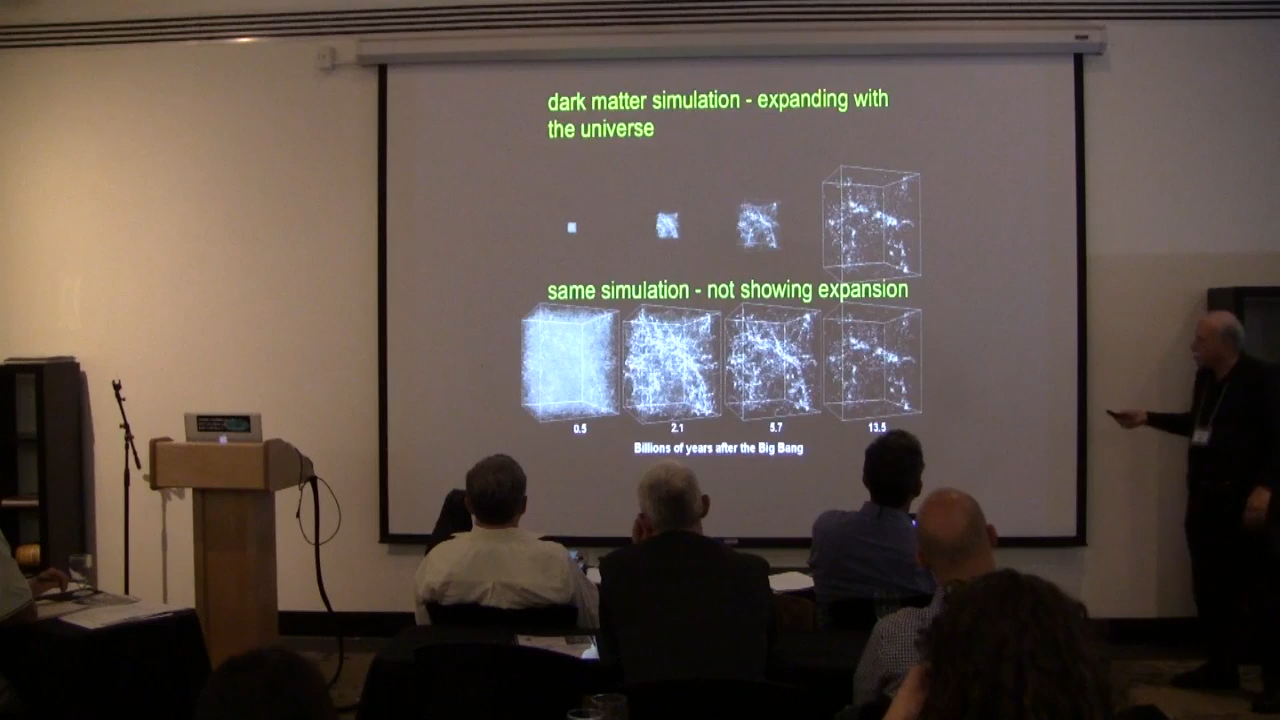 dark matter simulation - expanding with
the universe
same simulation - not showing expansion
0.5 2.1 5.7 13.5
Billions of years after the Big Bang